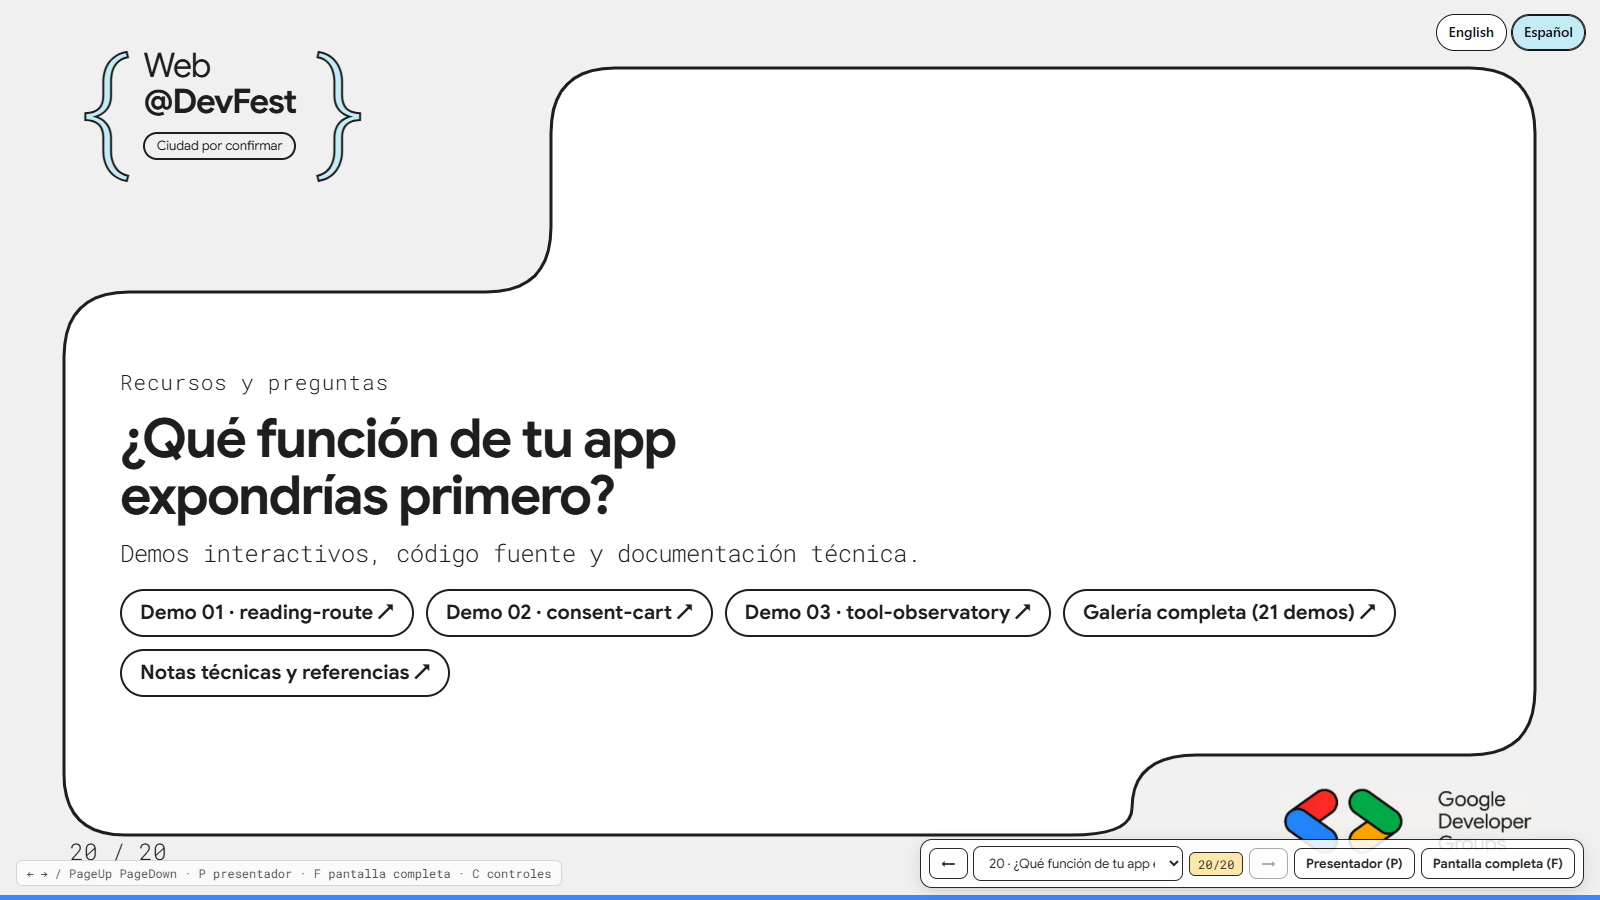 English
Español
Web
@DevFest
Ciudad por confirmar
Recursos y preguntas
¿Qué función de tu app
expondrías primero?
Demos interactivos, código fuente y documentación técnica.
Demo 01 · reading-route ↗
Demo 02 · consent-cart ↗
Demo 03 · tool-observatory ↗
Galería completa (21 demos) ↗
Notas técnicas y referencias ↗
Google
Developer
Groups
20 / 20
← → / PageUp PageDown · P presentador · F pantalla completa · C controles
←
20 · ¿Qué función de tu app
20/20
→
Presentador (P)
Pantalla completa (F)